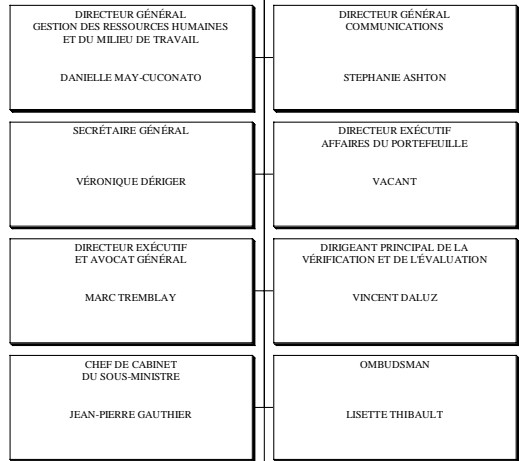 DIRECTEUR GÉNÉRAL
GESTION DES RESSOURCES HUMAINES
ET DU MILIEU DE TRAVAIL
DANIELLE MAY-CUCONATO
DIRECTEUR GÉNÉRAL
COMMUNICATIONS
STEPHANIE ASHTON
SECRÉTAIRE GÉNÉRAL
VÉRONIQUE DÉRIGER
DIRECTEUR EXÉCUTIF
AFFAIRES DU PORTEFEUILLE
VACANT
DIRECTEUR EXÉCUTIF
ET AVOCAT GÉNÉRAL
MARC TREMBLAY
DIRIGEANT PRINCIPAL DE LA
VÉRIFICATION ET DE L'ÉVALUATION
VINCENT DALUZ
CHEF DE CABINET
DU SOUS-MINISTRE
JEAN-PIERRE GAUTHIER
OMBUDSMAN
LISETTE THIBAULT